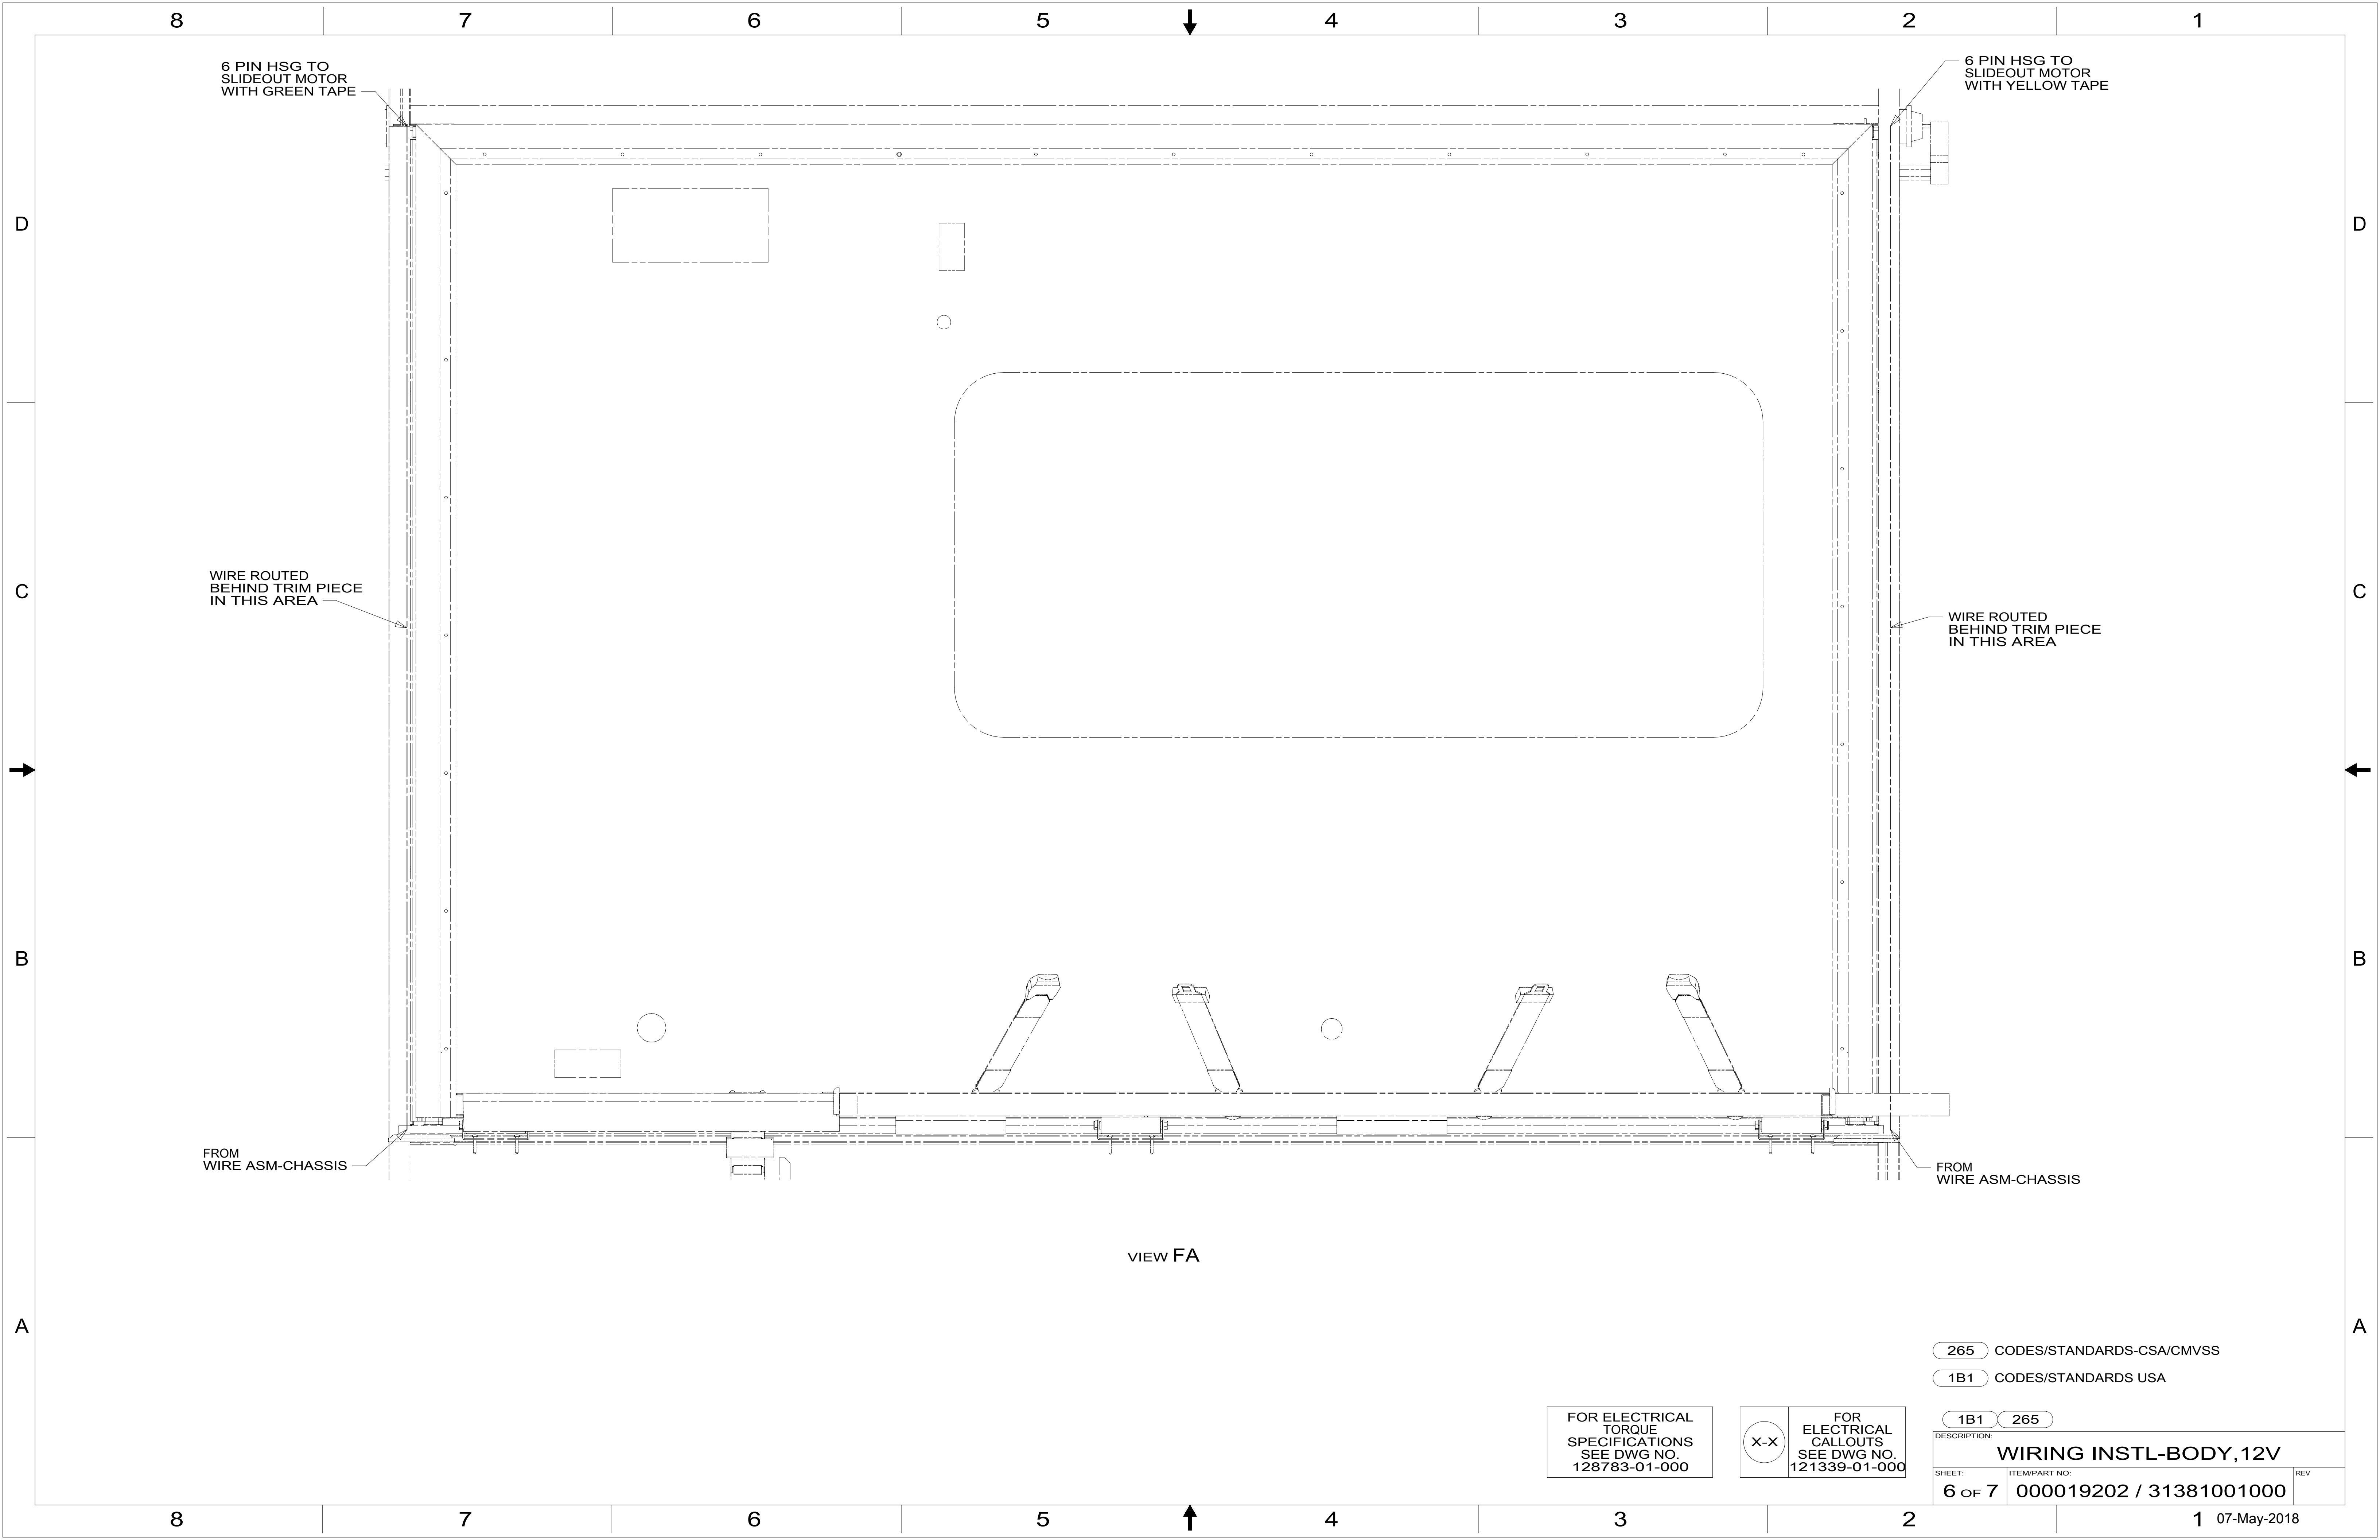 8 7 6 5 4 3 2 1
6 PIN HSG TO
SLIDEOUT MOTOR
WITH GREEN TAPE
6 PIN HSG TO
SLIDEOUT MOTOR
WITH YELLOW TAPE
D D
WIRE ROUTED
BEHIND TRIM PIECE
IN THIS AREA
C C
WIRE ROUTED
BEHIND TRIM PIECE
IN THIS AREA
B B
FROM
WIRE ASM-CHASSIS
FROM
WIRE ASM-CHASSIS
VIEW FA
A A
265 CODES/STANDARDS-CSA/CMVSS
1B1 CODES/STANDARDS USA
FOR ELECTRICAL
TORQUE
SPECIFICATIONS
SEE DWG NO.
128783-01-000
X-X
FOR
ELECTRICAL
CALLOUTS
SEE DWG NO.
121339-01-000
1B1 265
DESCRIPTION:
WIRING INSTL-BODY,12V
SHEET: ITEM/PART NO: REV
6 OF 7 000019202 / 31381001000
8 7 6 5 4 3 2 1 07-May-2018